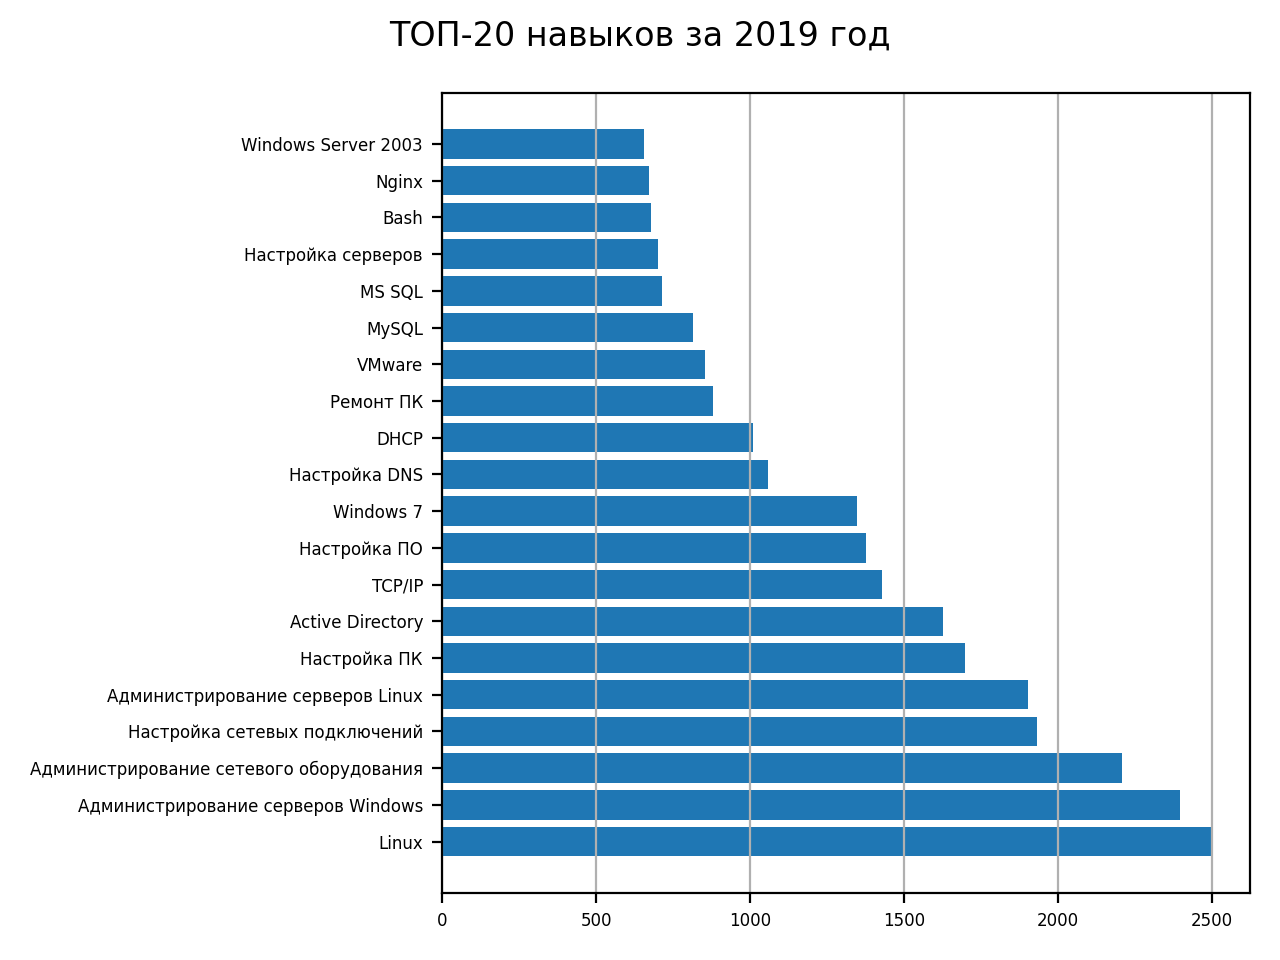 ТОП-20 навыков за 2019 год
Windows Server 2003
Nginx
Bash
Настройка серверов
MS SQL
MySQL
VMware
Ремонт ПК
DHCP
Настройка DNS
Windows 7
Настройка ПО
TCP/IP
Active Directory
Настройка ПК
Администрирование серверов Linux
Настройка сетевых подключений
Администрирование сетевого оборудования
Администрирование серверов Windows
Linux
0 500 1000 1500 2000 2500